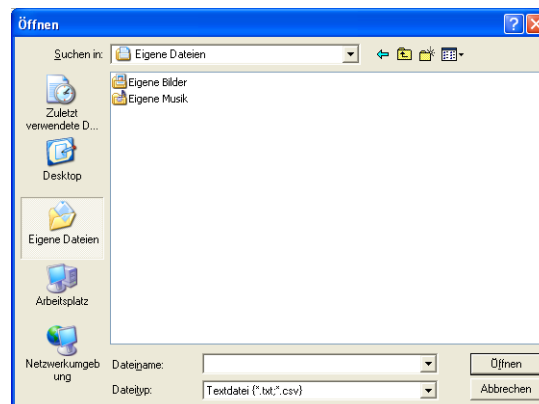 Öffnen
Suchen in:
Eigene Dateien
Zuletzt
verwendete D...
Desktop
Eigene Dateien
Arbeitsplatz
Netzwerkumgeb
ung
Eigene Bilder
Eigene Musik
Dateiname:
Öffnen
Dateityp:
Textdatei {*.txt;*.csv}
Abbrechen